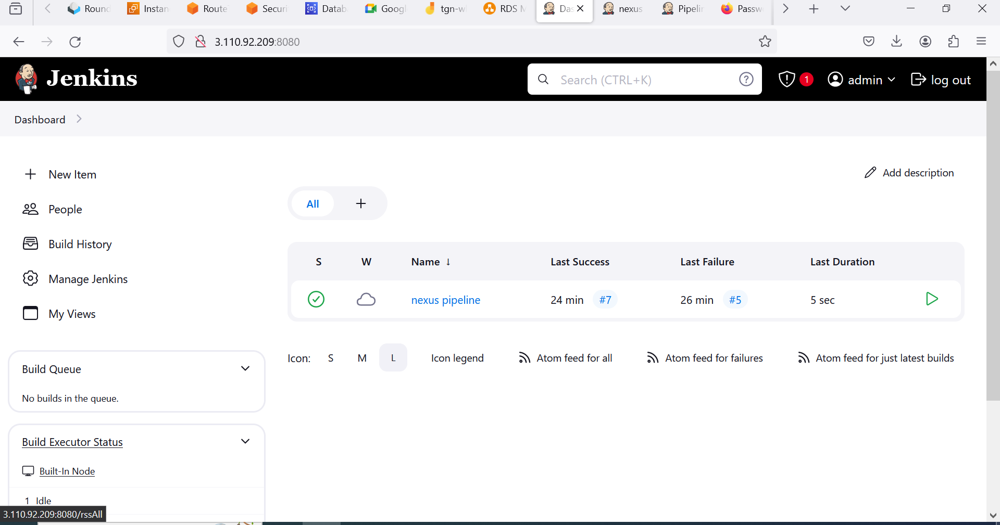 Round
Instan
Route
Securi
Datab
Googl
tgn-w
RDS M
Das
nexus
Pipelin
Passw
3.110.92.209:8080
Jenkins
Search (CTRL+K)
1
admin
log out
Dashboard
New Item
Add description
People
All
Build History
Manage Jenkins
My Views
S W Name ↓ Last Success Last Failure Last Duration
nexus pipeline 24 min #7 26 min #5 5 sec
Icon: S M L Icon legend Atom feed for all Atom feed for failures Atom feed for just latest builds
Build Queue
No builds in the queue.
Build Executor Status
Built-In Node
1 Idle
3.110.92.209:8080/rssAll